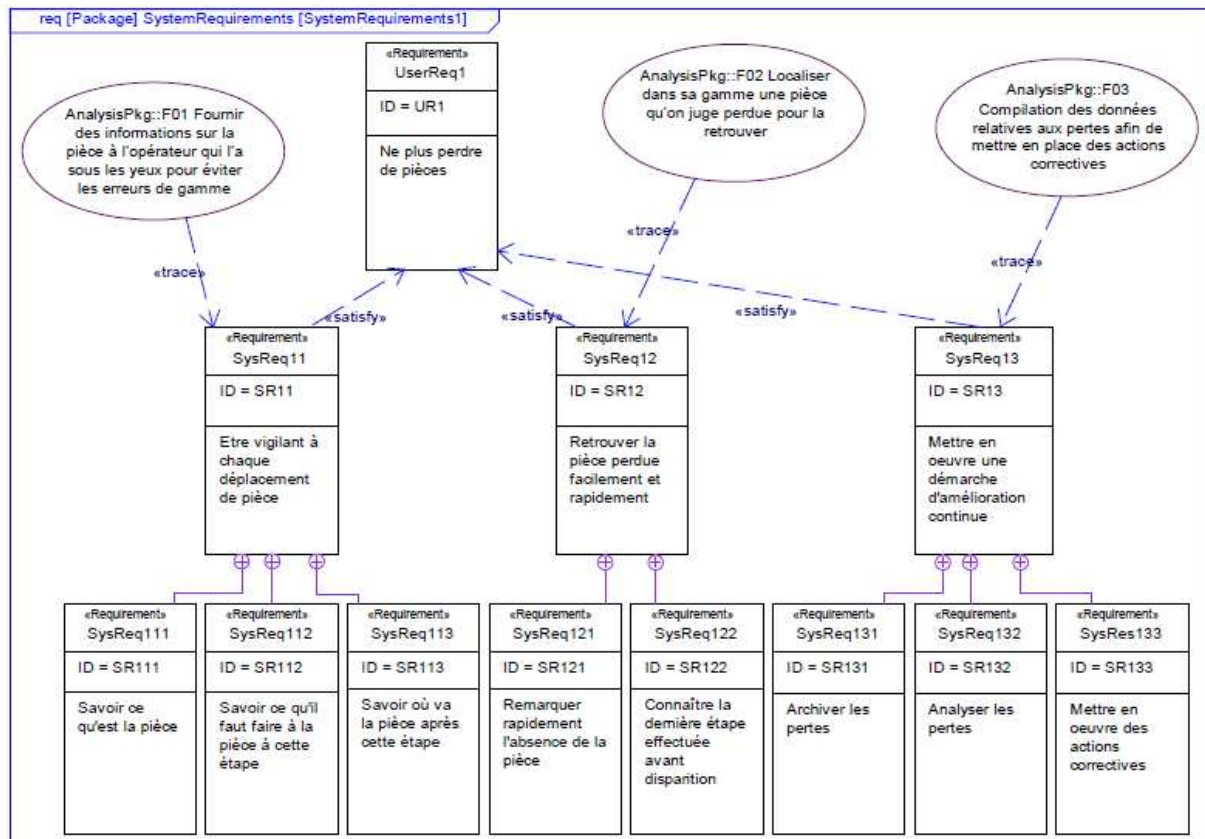 req [Package] SystemRequirements [SystemRequirements1]
«Requirement»
UserReq1
ID = UR1
Ne plus perdre
de pièces
AnalysisPkg::F01 Fournir
des informations sur la
pièce à l'opérateur qui l'a
sous les yeux pour éviter
les erreurs de gamme
AnalysisPkg::F02 Localiser
dans sa gamme une pièce
qu'on juge perdue pour la
retrouver
AnalysisPkg::F03
Compilation des données
relatives aux pertes afin de
mettre en place des actions
correctives
«trace»
«trace»
«trace»
«satisfy»
«satisfy»
«satisfy»
«Requirement»
SysReq11
ID = SR11
Etre vigilant à
chaque
déplacement
de pièce
«Requirement»
SysReq12
ID = SR12
Retrouver la
pièce perdue
facilement et
rapidement
«Requirement»
SysReq13
ID = SR13
Mettre en
oeuvre une
démarche
d'amélioration
continue
«Requirement»
SysReq111
ID = SR111
Savoir ce
qu'est la pièce
«Requirement»
SysReq112
ID = SR112
Savoir ce qu'il
faut faire à la
pièce à cette
étape
«Requirement»
SysReq113
ID = SR113
Savoir où va
la pièce après
cette étape
«Requirement»
SysReq121
ID = SR121
Remarquer
rapidement
l'absence de la
pièce
«Requirement»
SysReq122
ID = SR122
Connaître la
dernière étape
effectuée
avant
disparition
«Requirement»
SysReq131
ID = SR131
Archiver les
pertes
«Requirement»
SysReq132
ID = SR132
Analyser les
pertes
«Requirement»
SysRes133
ID = SR133
Mettre en
oeuvre des
actions
correctives